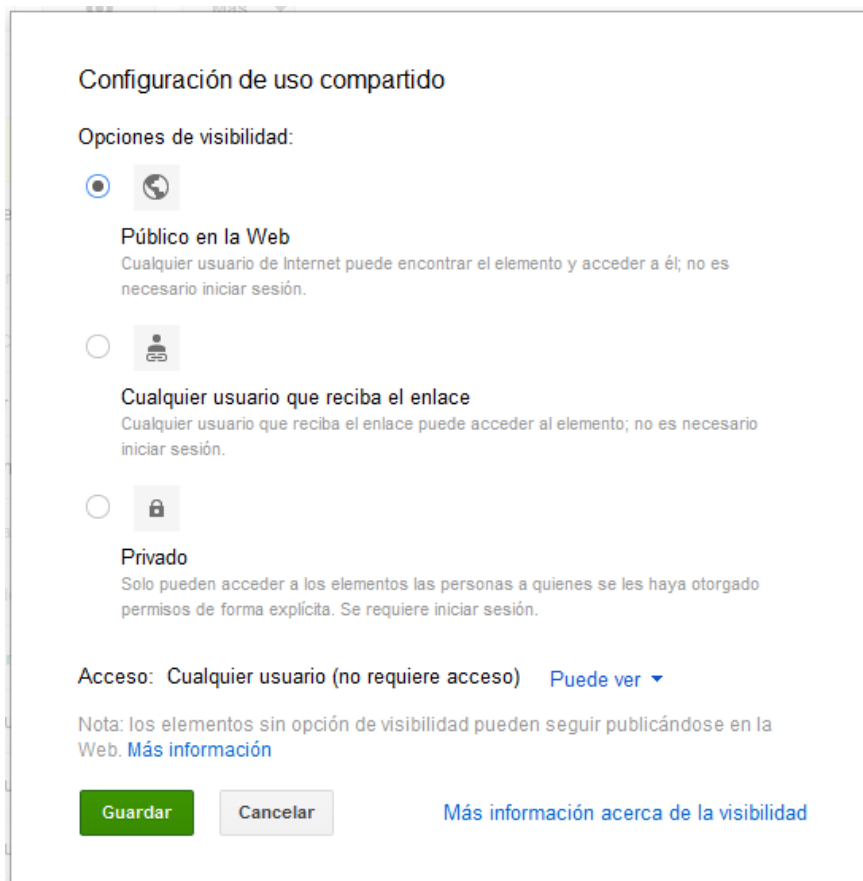 Más
Configuración de uso compartido
Opciones de visibilidad:
Público en la Web
Cualquier usuario de Internet puede encontrar el elemento y acceder a él; no es
necesario iniciar sesión.
Cualquier usuario que reciba el enlace
Cualquier usuario que reciba el enlace puede acceder al elemento; no es necesario
iniciar sesión.
Privado
Solo pueden acceder a los elementos las personas a quienes se les haya otorgado
permisos de forma explícita. Se requiere iniciar sesión.
Acceso: Cualquier usuario (no requiere acceso) Puede ver
Nota: los elementos sin opción de visibilidad pueden seguir publicándose en la
Web. Más información
Guardar Cancelar Más información acerca de la visibilidad